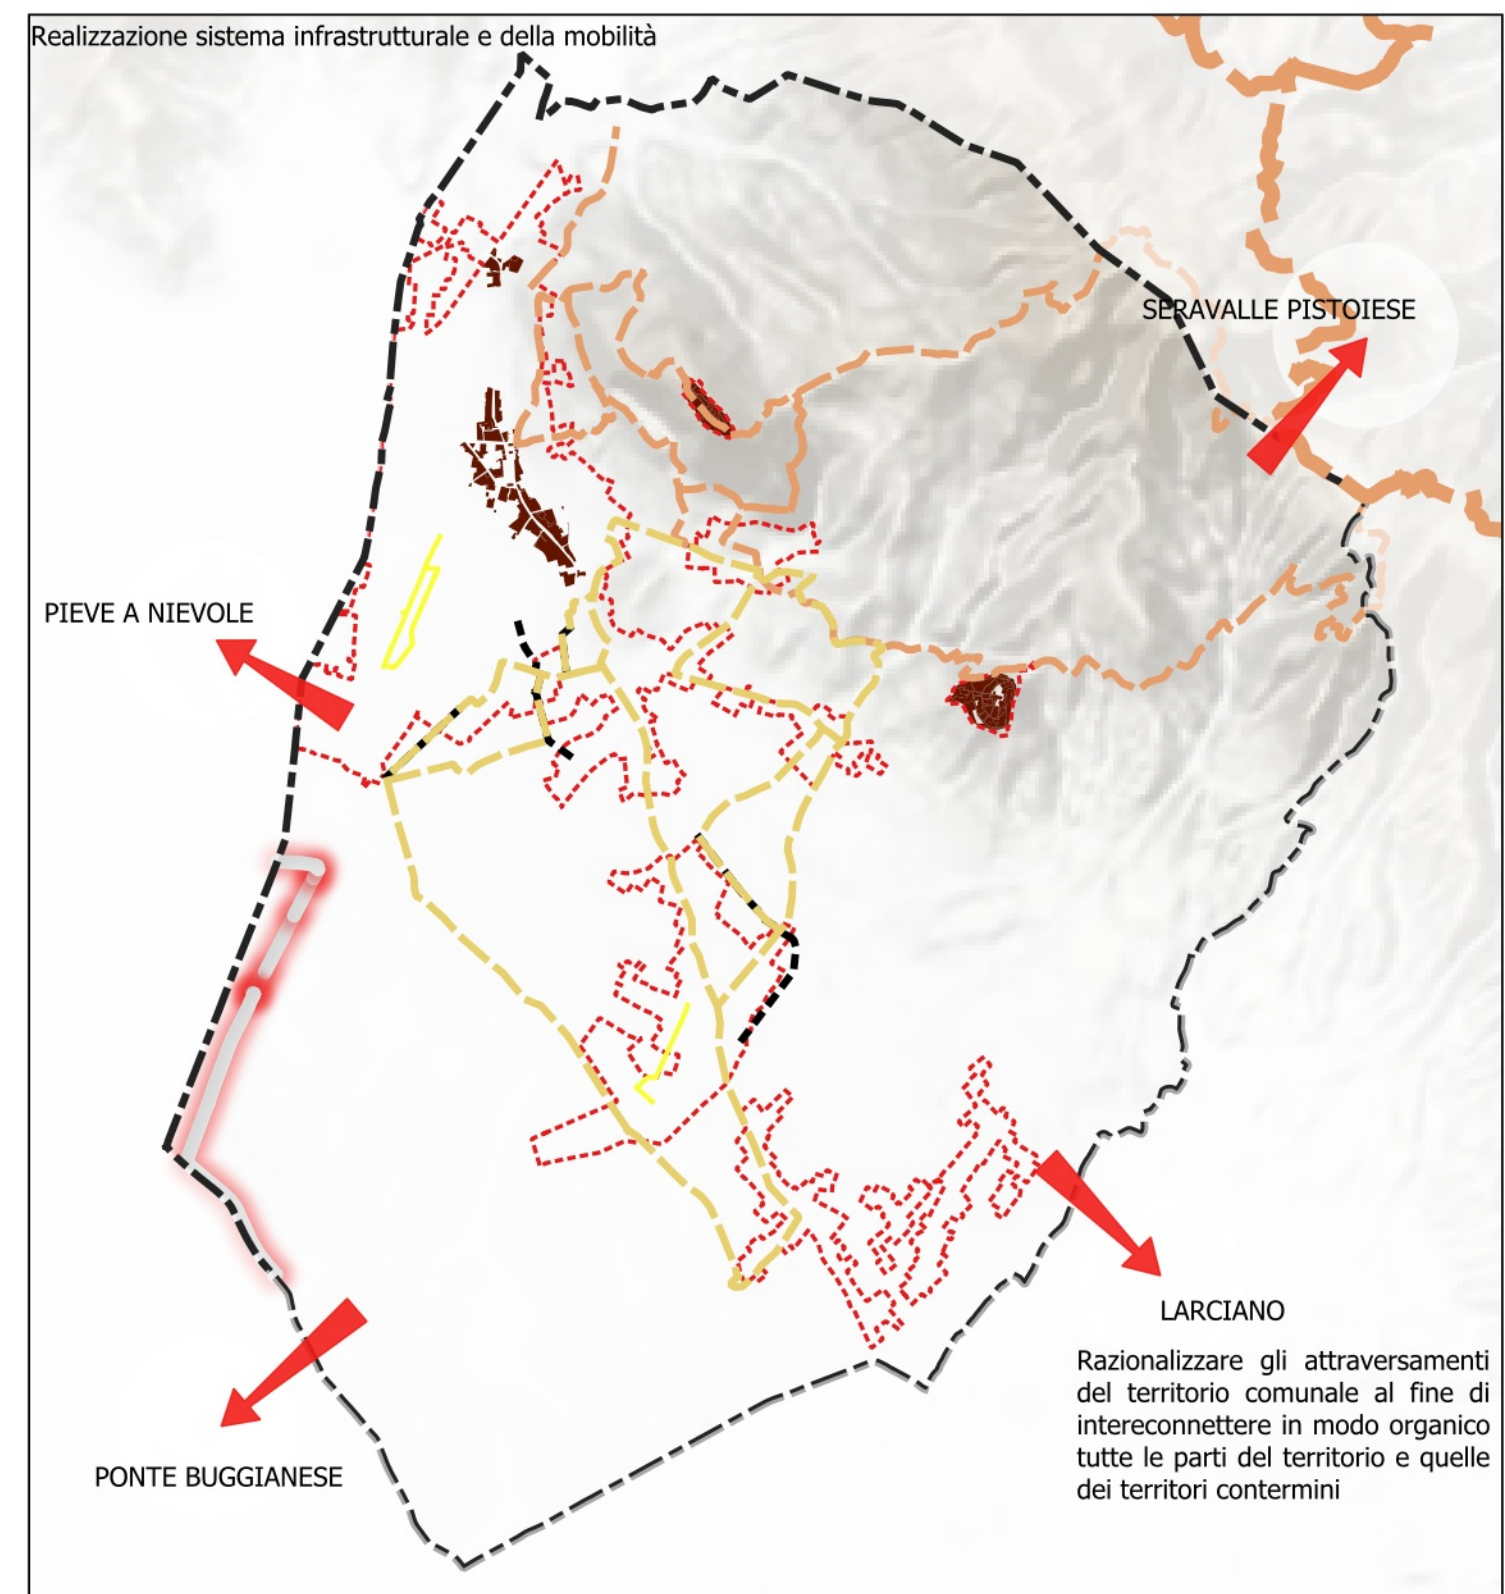 Realizzazione sistema infrastrutturale e della mobilità
SERAVALLE PISTOIESE
PIEVE A NIEVOLE
LARCIANO
Razionalizzare gli attraversamenti
del territorio comunale al fine di
intereconnettere in modo organico
tutte le parti del territorio e quelle
dei territori contermini
PONTE BUGGIANESE